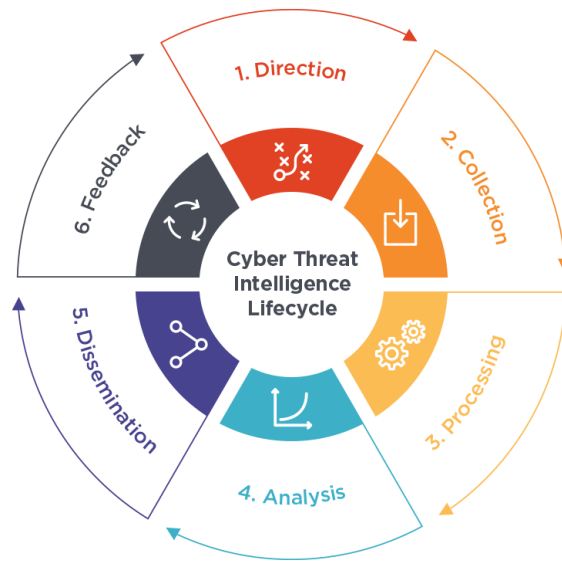 1. Direction
2. Collection
3. Processing
4. Analysis
5. Dissemination
6. Feedback
Cyber Threat
Intelligence
Lifecycle